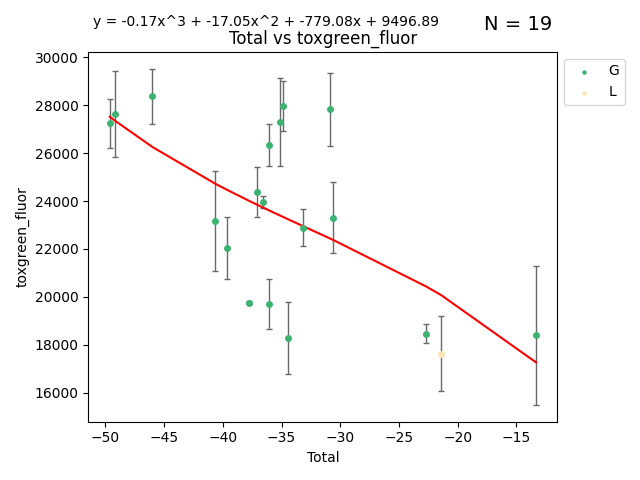 y = -0.17x^3 + -17.05x^2 + -779.08x + 9496.89
N = 19
Total vs toxgreen_fluor
30000
28000
26000
24000
22000
20000
18000
16000
toxgreen_fluor
−50
−45
−40
−35
−30
−25
−20
−15
Total
G
L